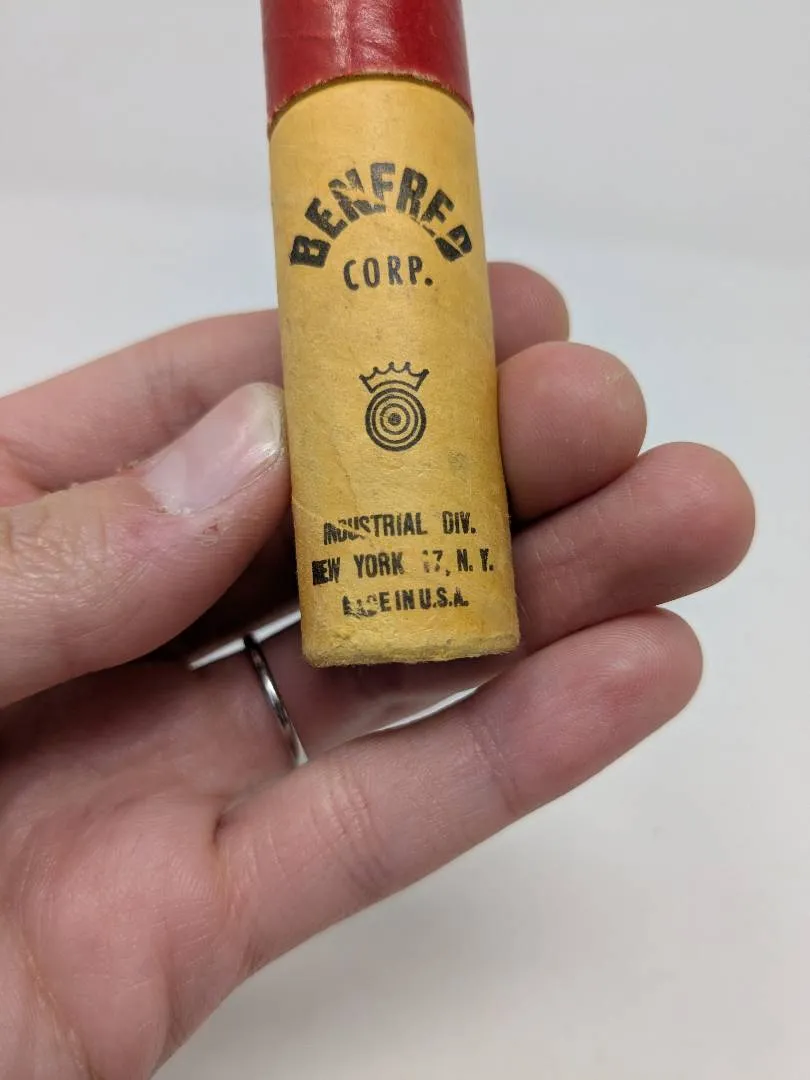 BENFRED
CORP.
INDUSTRIAL DIV.
NEW YORK 17, N. Y.
MADE IN U.S.A.